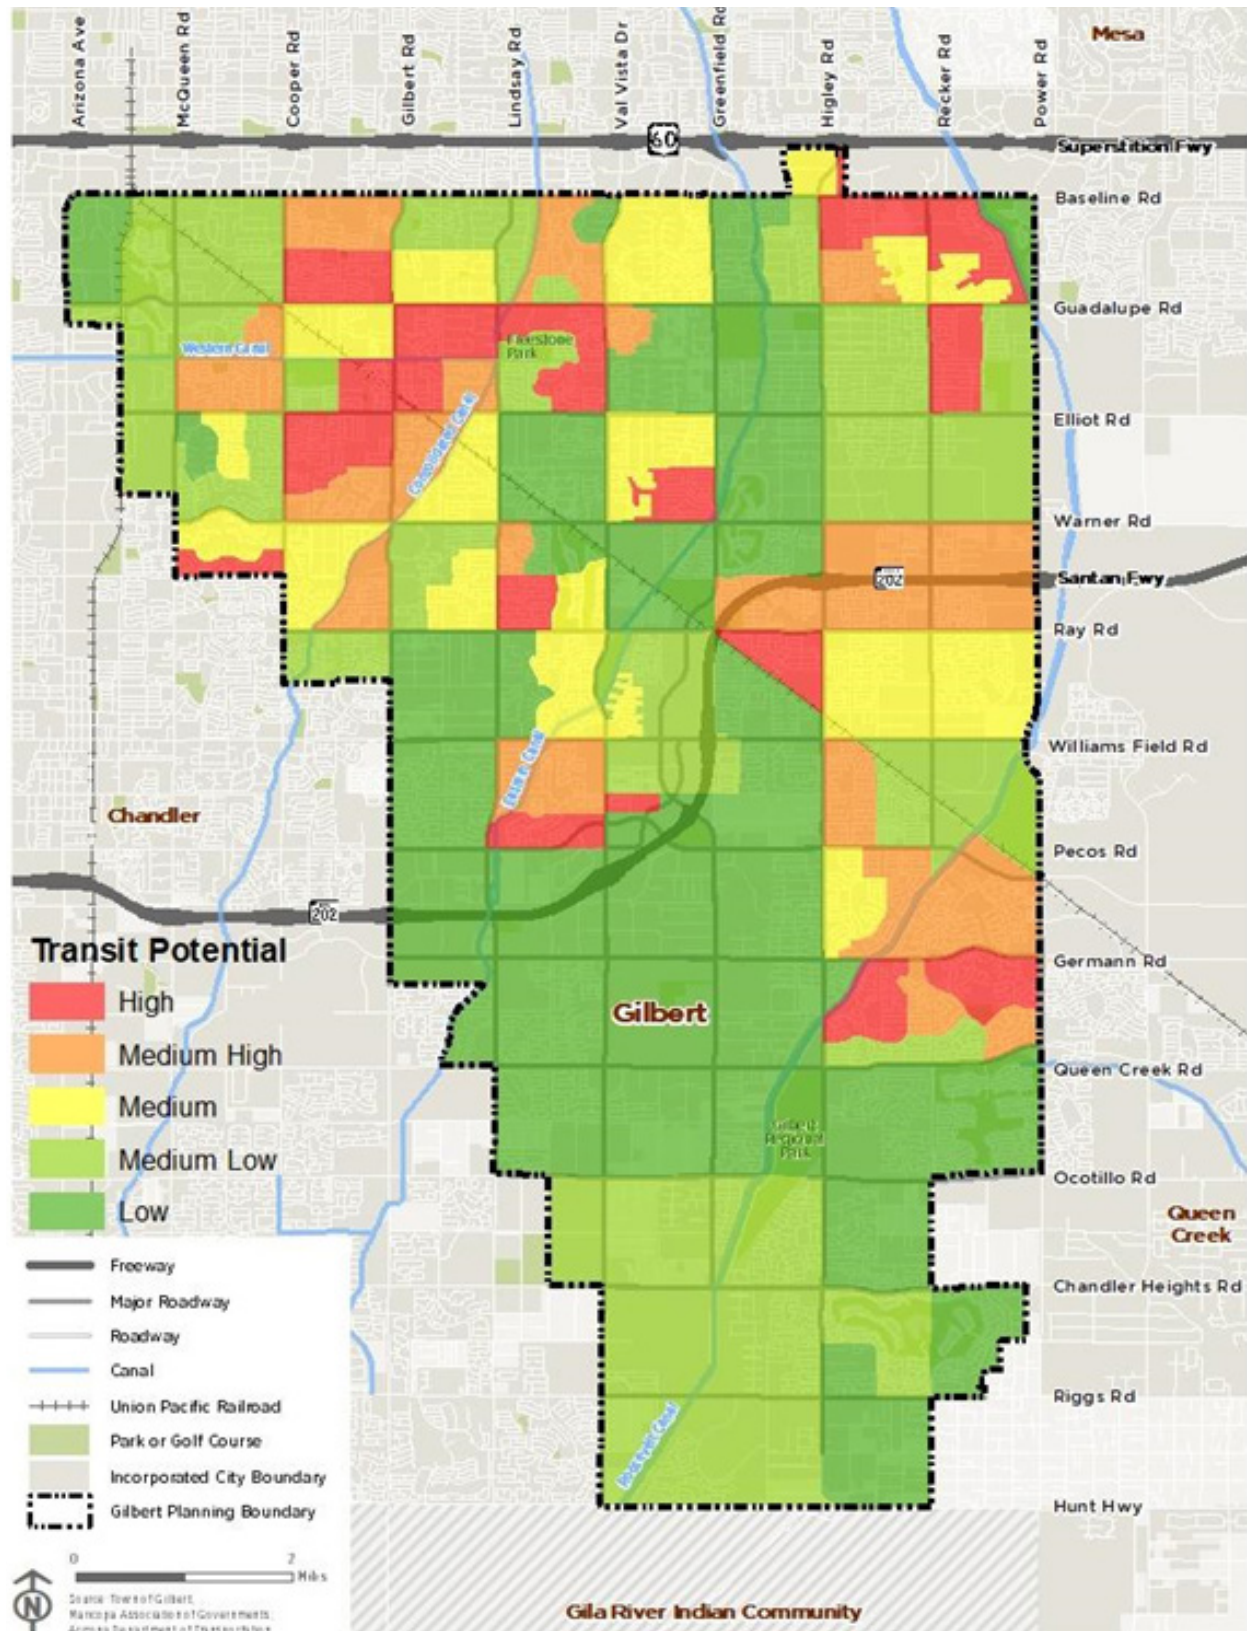 Arizona Ave
McQueen Rd
Cooper Rd
Gilbert Rd
Lindsay Rd
Val Vista Dr
Greenfield Rd
Higley Rd
Recker Rd
Power Rd
Mesa
60
Superstition Fwy
Baseline Rd
Guadalupe Rd
Freestone
Park
Western Canal
Consolidated Canal
Elliot Rd
Warner Rd
202
Santan Fwy
Ray Rd
Williams Field Rd
Eastern Canal
Chandler
Pecos Rd
202
Germann Rd
Gilbert
Queen Creek Rd
Gilbert
Regional
Park
Ocotillo Rd
Queen
Creek
Chandler Heights Rd
Riggs Rd
Roosevelt Canal
Hunt Hwy
Gila River Indian Community
Transit Potential
High
Medium High
Medium
Medium Low
Low
Freeway
Major Roadway
Roadway
Canal
Union Pacific Railroad
Park or Golf Course
Incorporated City Boundary
Gilbert Planning Boundary
0 2
Miles
N
Source: Town of Gilbert,
Maricopa Association of Governments,
Arizona Department of Transportation